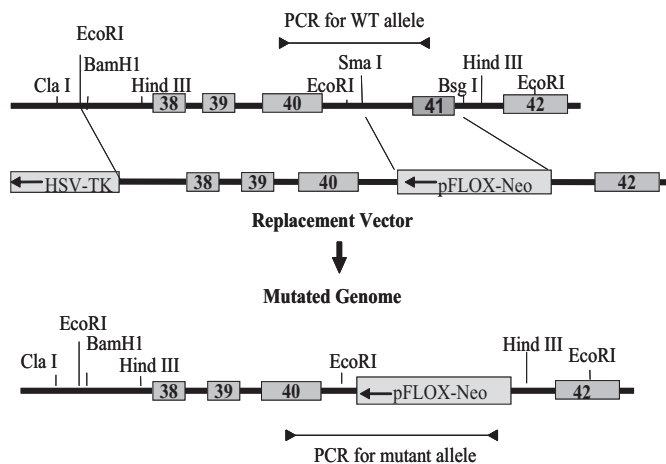 PCR for WT allele
EcoRI
BamH1
Cla I
Hind III
EcoRI
Sma I
Bsg I
Hind III
EcoRI
38
39
40
41
42
HSV-TK
38
39
40
pFLOX-Neo
42
Replacement Vector
Mutated Genome
EcoRI
BamH1
Cla I
Hind III
EcoRI
Hind III
EcoRI
38
39
40
pFLOX-Neo
42
PCR for mutant allele